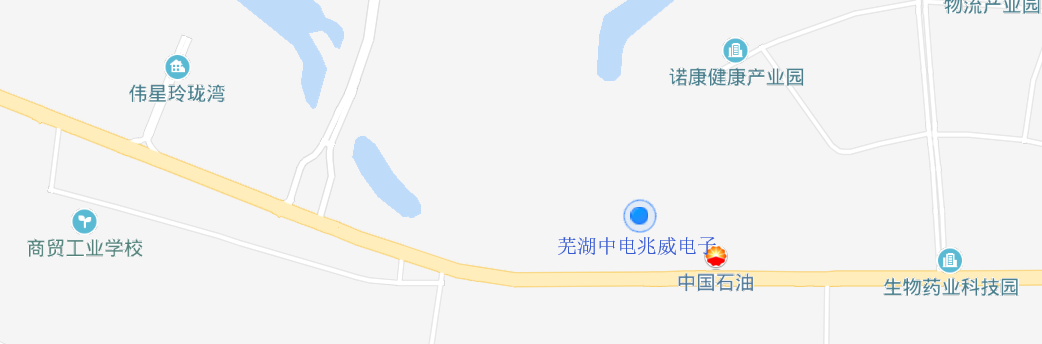 物流产业园
诺康健康产业园
伟星玲珑湾
商贸工业学校
芜湖中电兆威电子
中国石油
生物药业科技园